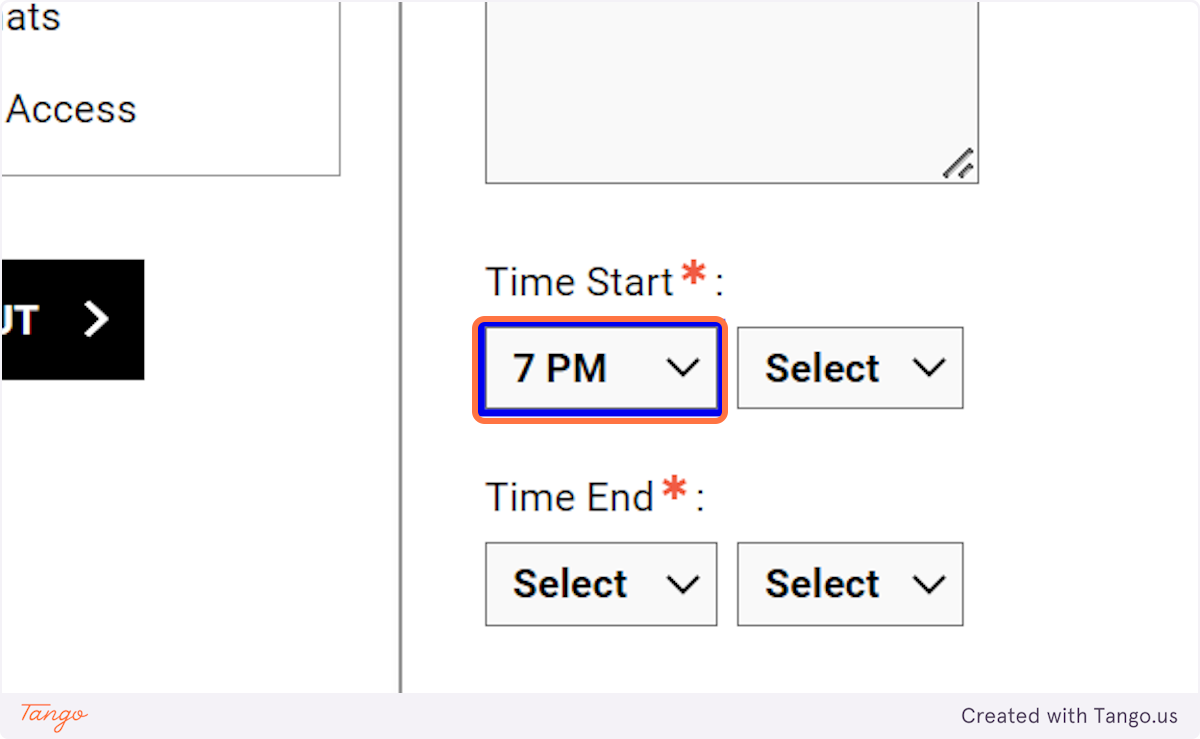 ats
Access
UT
Time Start*:
7 PM
Select
Time End*:
Select
Select
Tango
Created with Tango.us